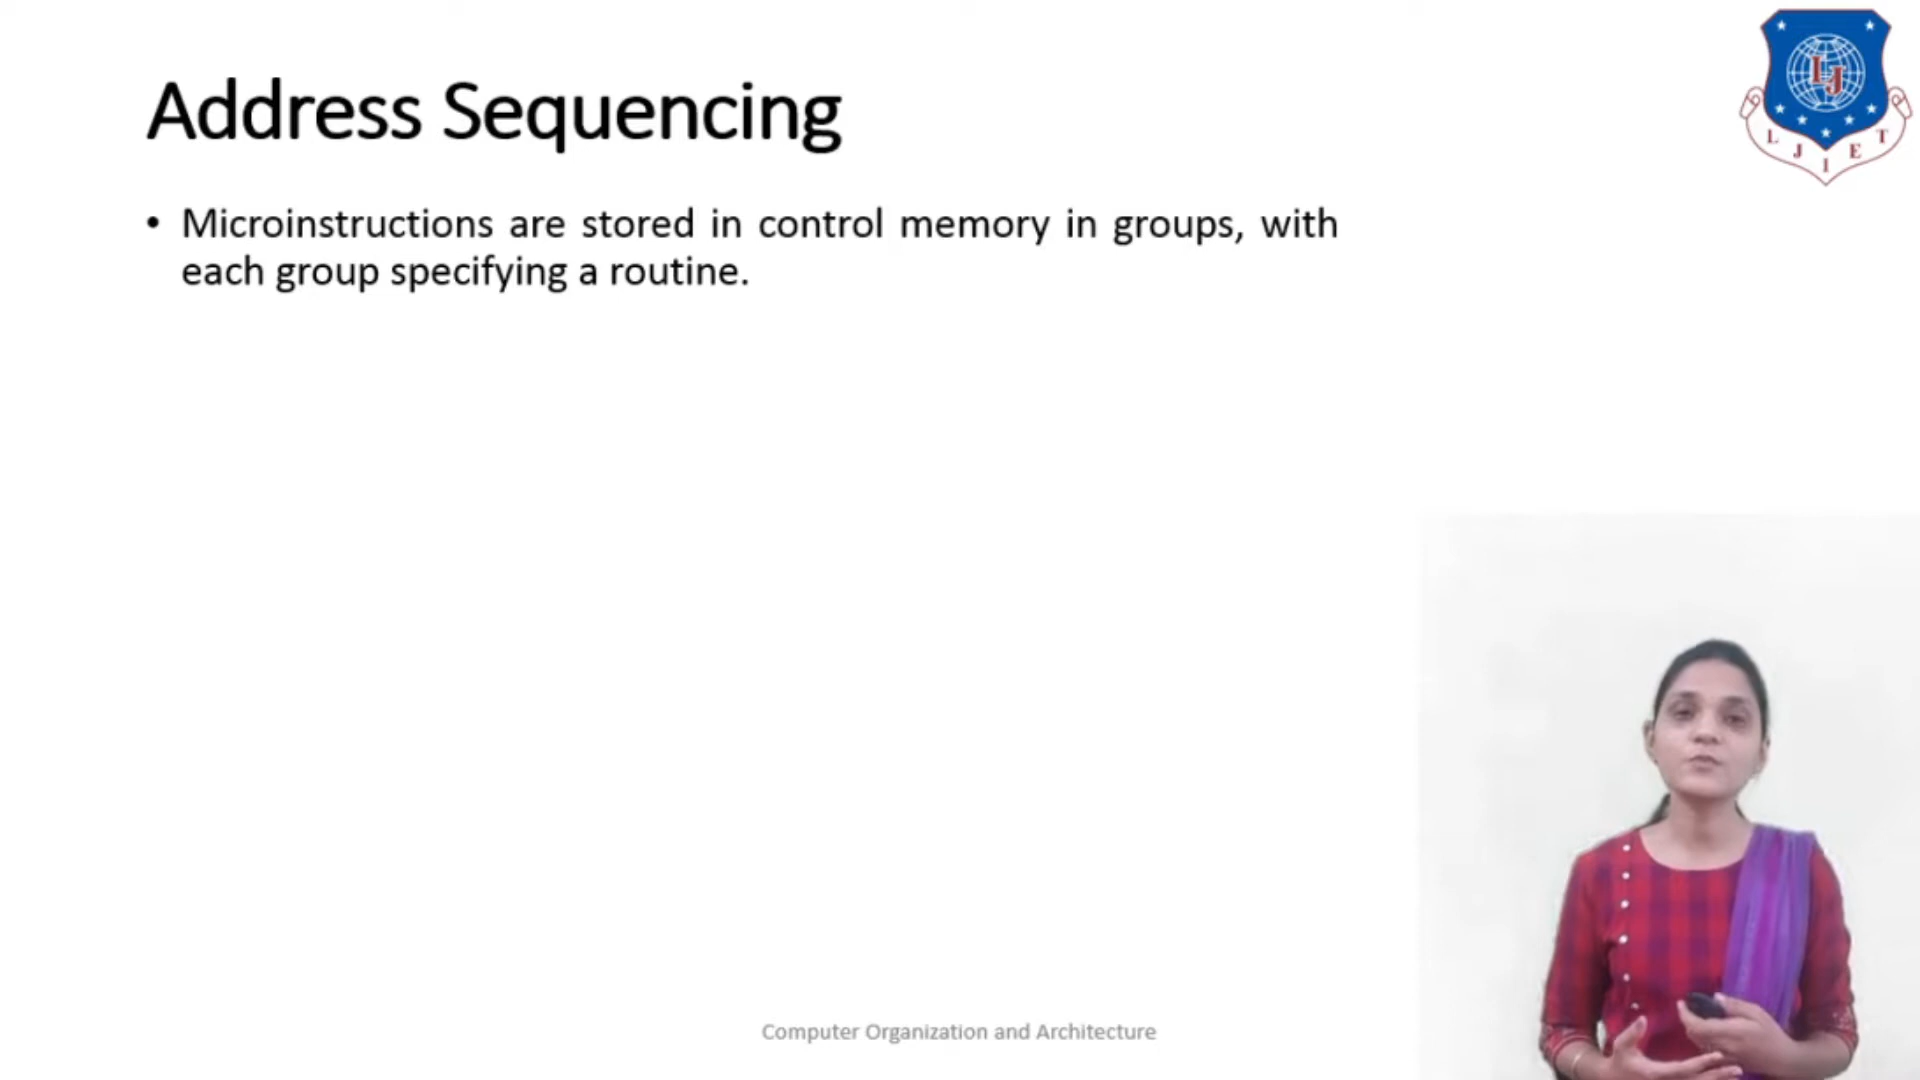 Address Sequencing
• Microinstructions are stored in control memory in groups, with
each group specifying a routine.
LJ
L J I E T
Computer Organization and Architecture